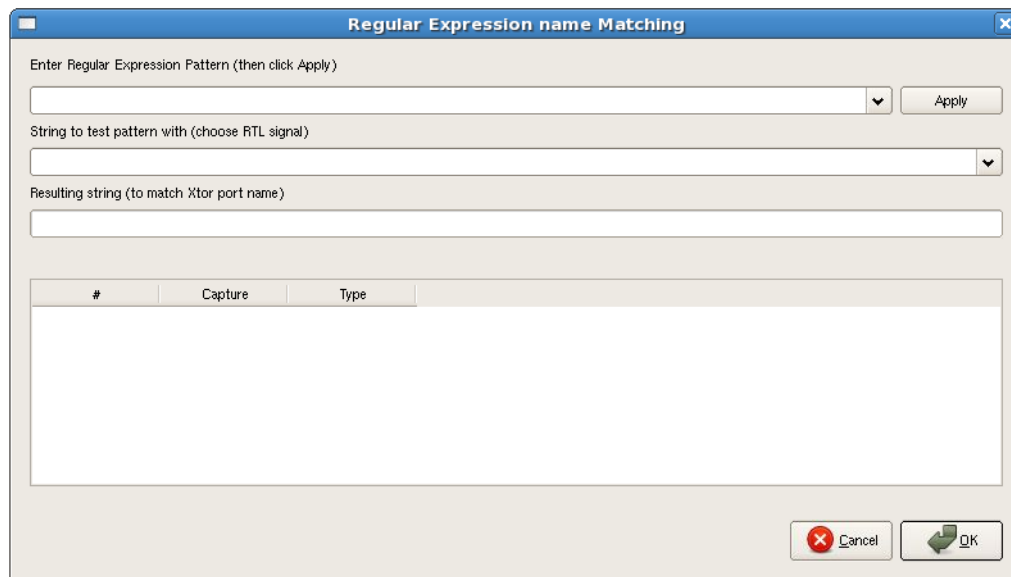 Regular Expression name Matching
Enter Regular Expression Pattern (then click Apply)
Apply
String to test pattern with (choose RTL signal)
Resulting string (to match Xtor port name)
# Capture Type
Cancel OK